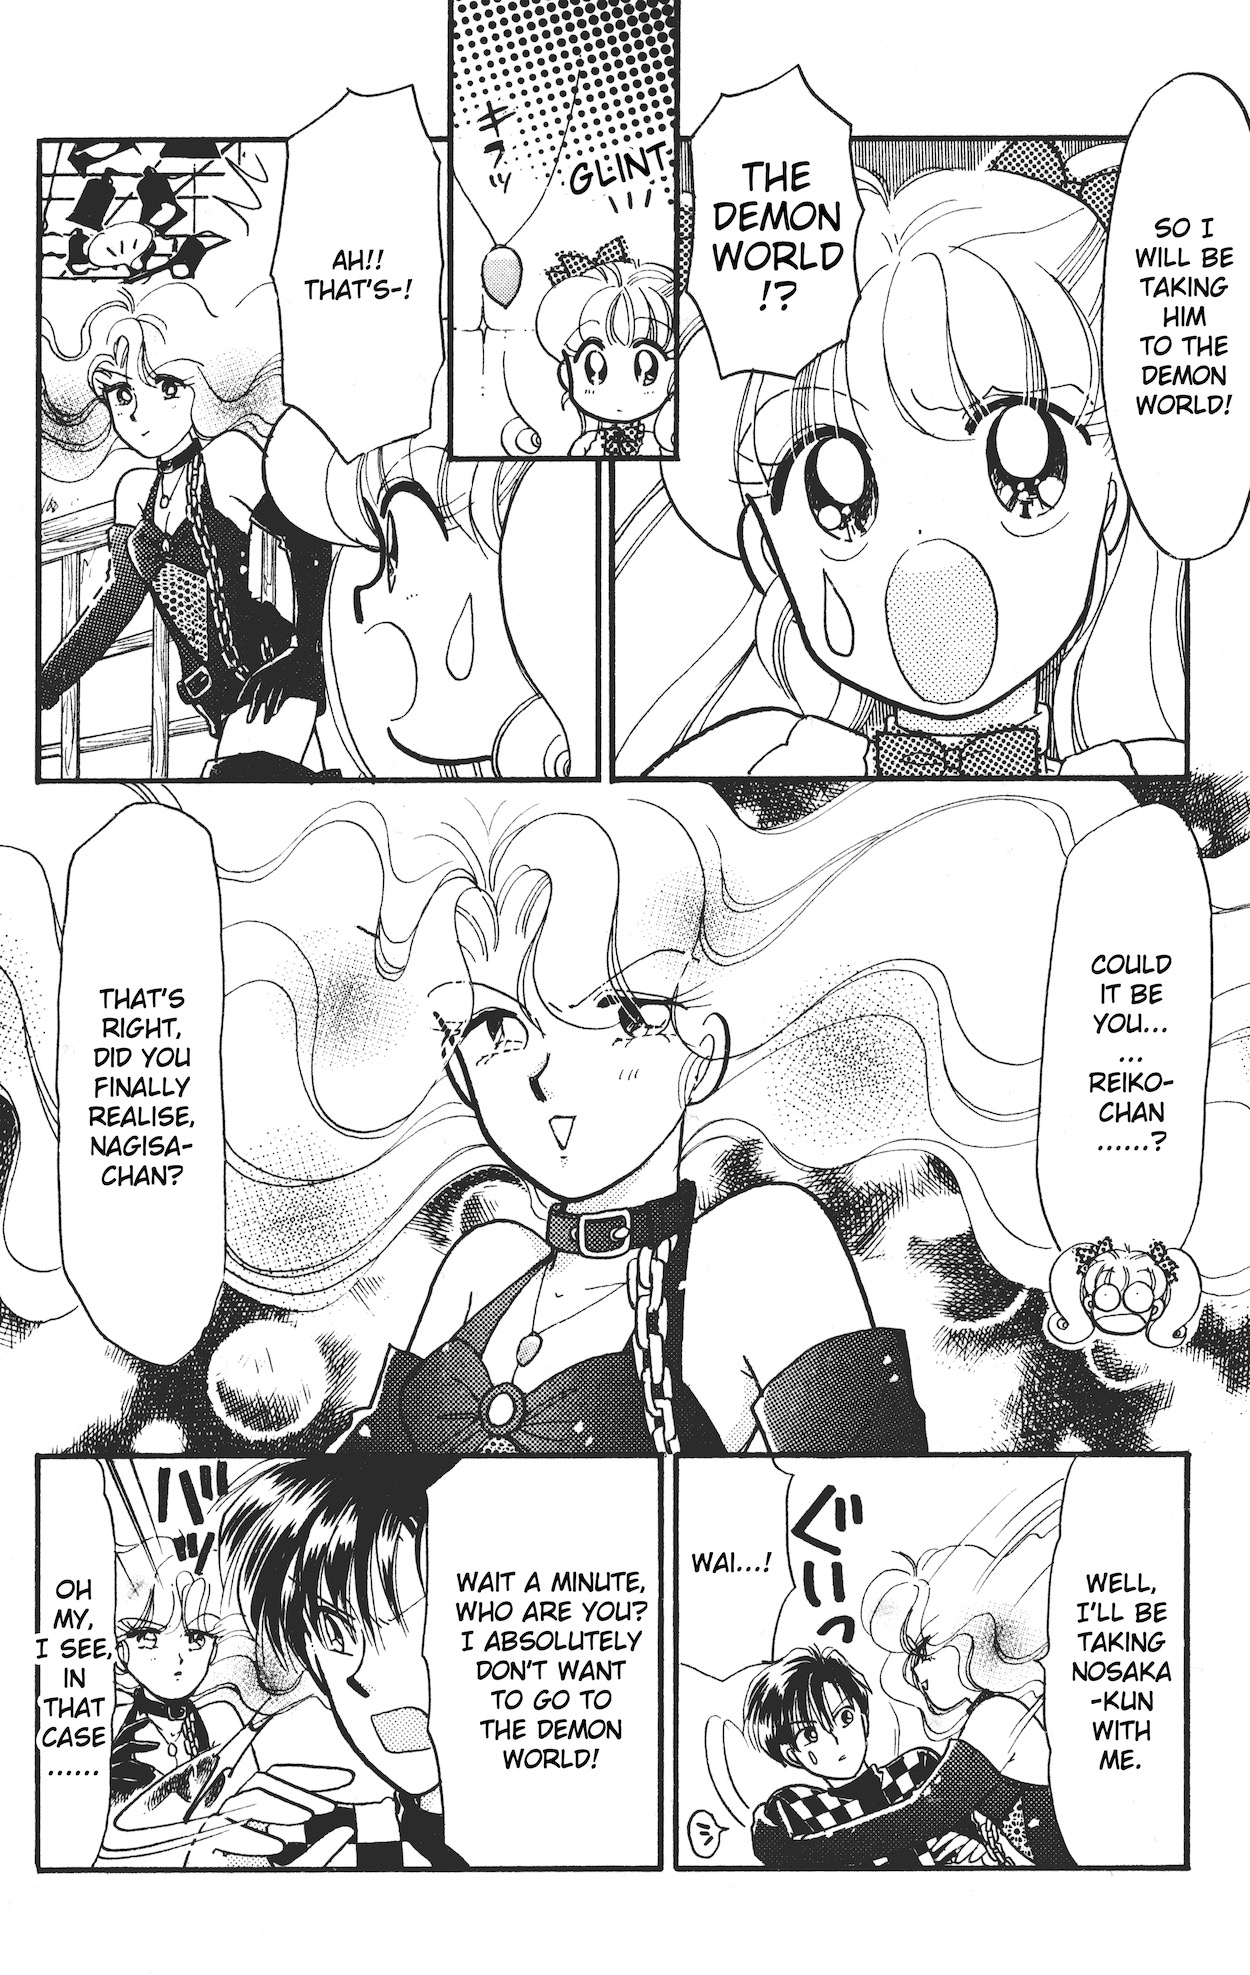 SO I
WILL BE
TAKING
HIM
TO THE
DEMON
WORLD!
THE
DEMON
WORLD
!?
キラッ
GLINT
AH!!
THAT'S-!
COULD
IT BE
YOU...
...
REIKO-
CHAN
......?
THAT'S
RIGHT,
DID YOU
FINALLY
REALISE,
NAGISA-
CHAN?
WELL,
I'LL BE
TAKING
NOSAKA
-KUN
WITH
ME.
ぐいっ
WAI...!
WAIT A MINUTE,
WHO ARE YOU?
I ABSOLUTELY
DON'T WANT
TO GO TO
THE DEMON
WORLD!
バッ
OH
MY,
I SEE,
IN
THAT
CASE
......